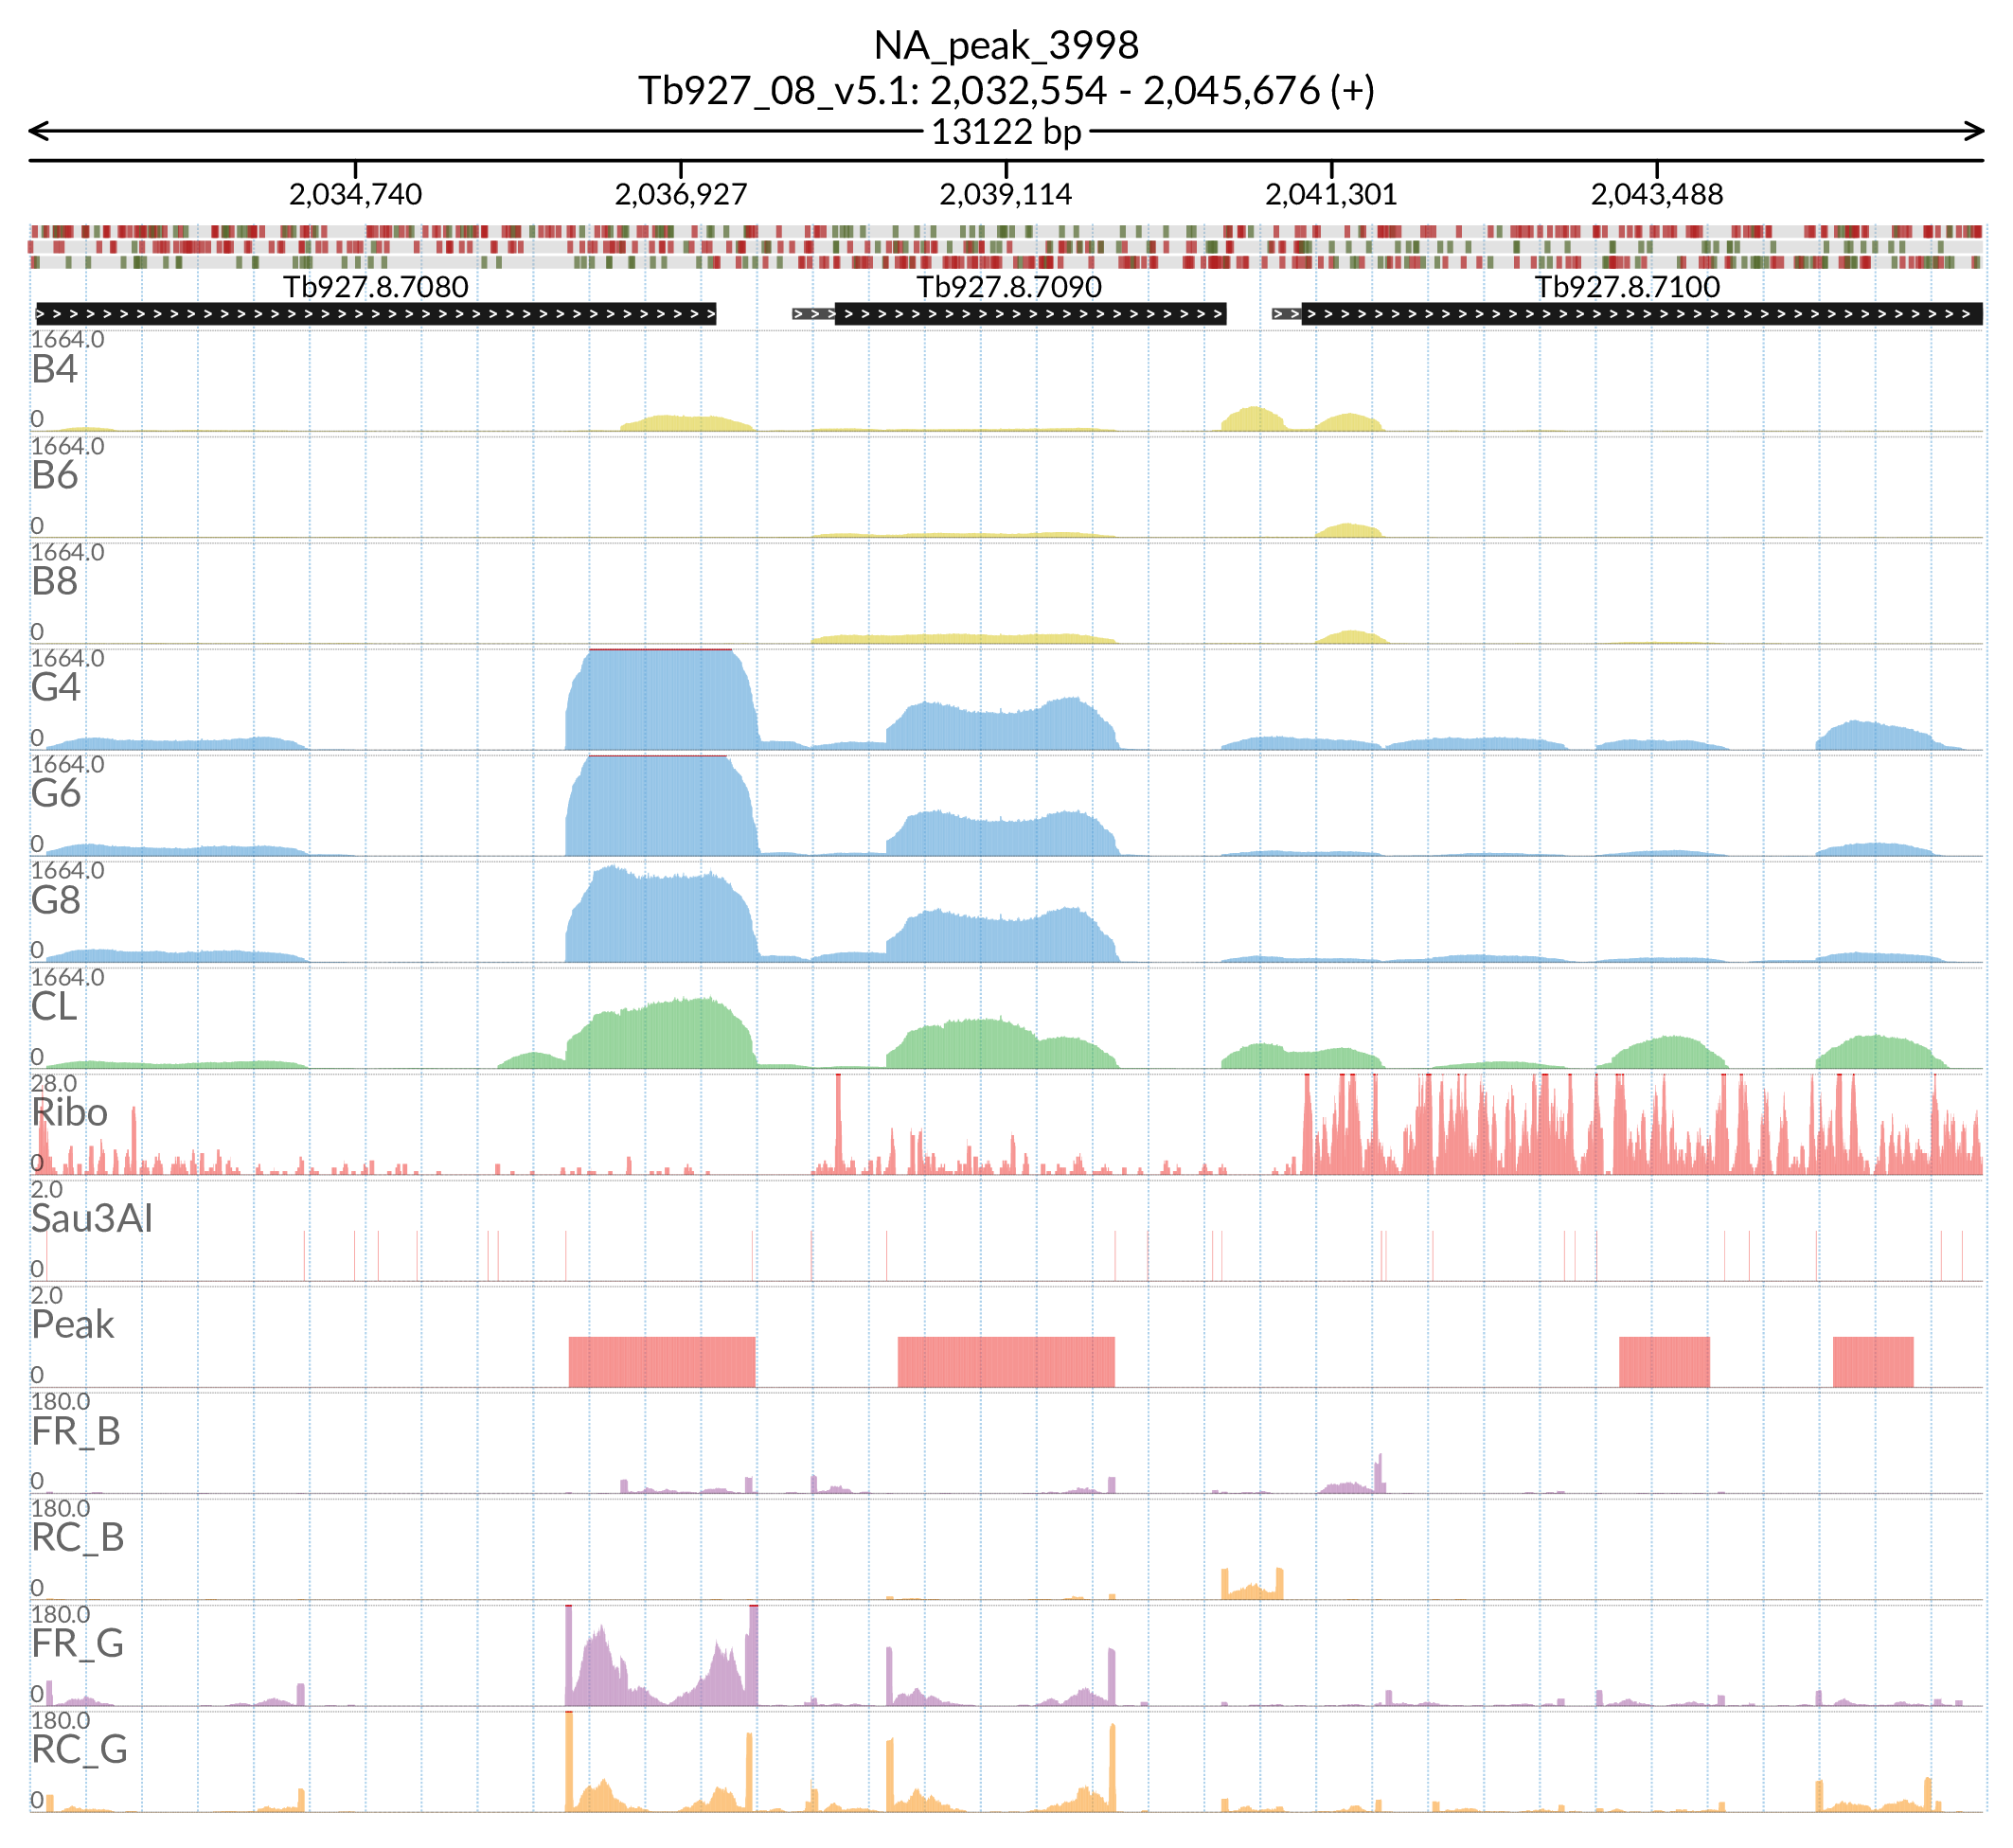 NA_peak_3998
Tb927_08_v5.1: 2,032,554 - 2,045,676 (+)
13122 bp
2,034,740 2,036,927 2,039,114 2,041,301 2,043,488
Tb927.8.7080 Tb927.8.7090 Tb927.8.7100
1664.0
B4
0
1664.0
B6
0
1664.0
B8
0
1664.0
G4
0
1664.0
G6
0
1664.0
G8
0
1664.0
CL
0
28.0
Ribo
0
2.0
Sau3AI
0
2.0
Peak
0
180.0
FR_B
0
180.0
RC_B
0
180.0
FR_G
0
180.0
RC_G
0